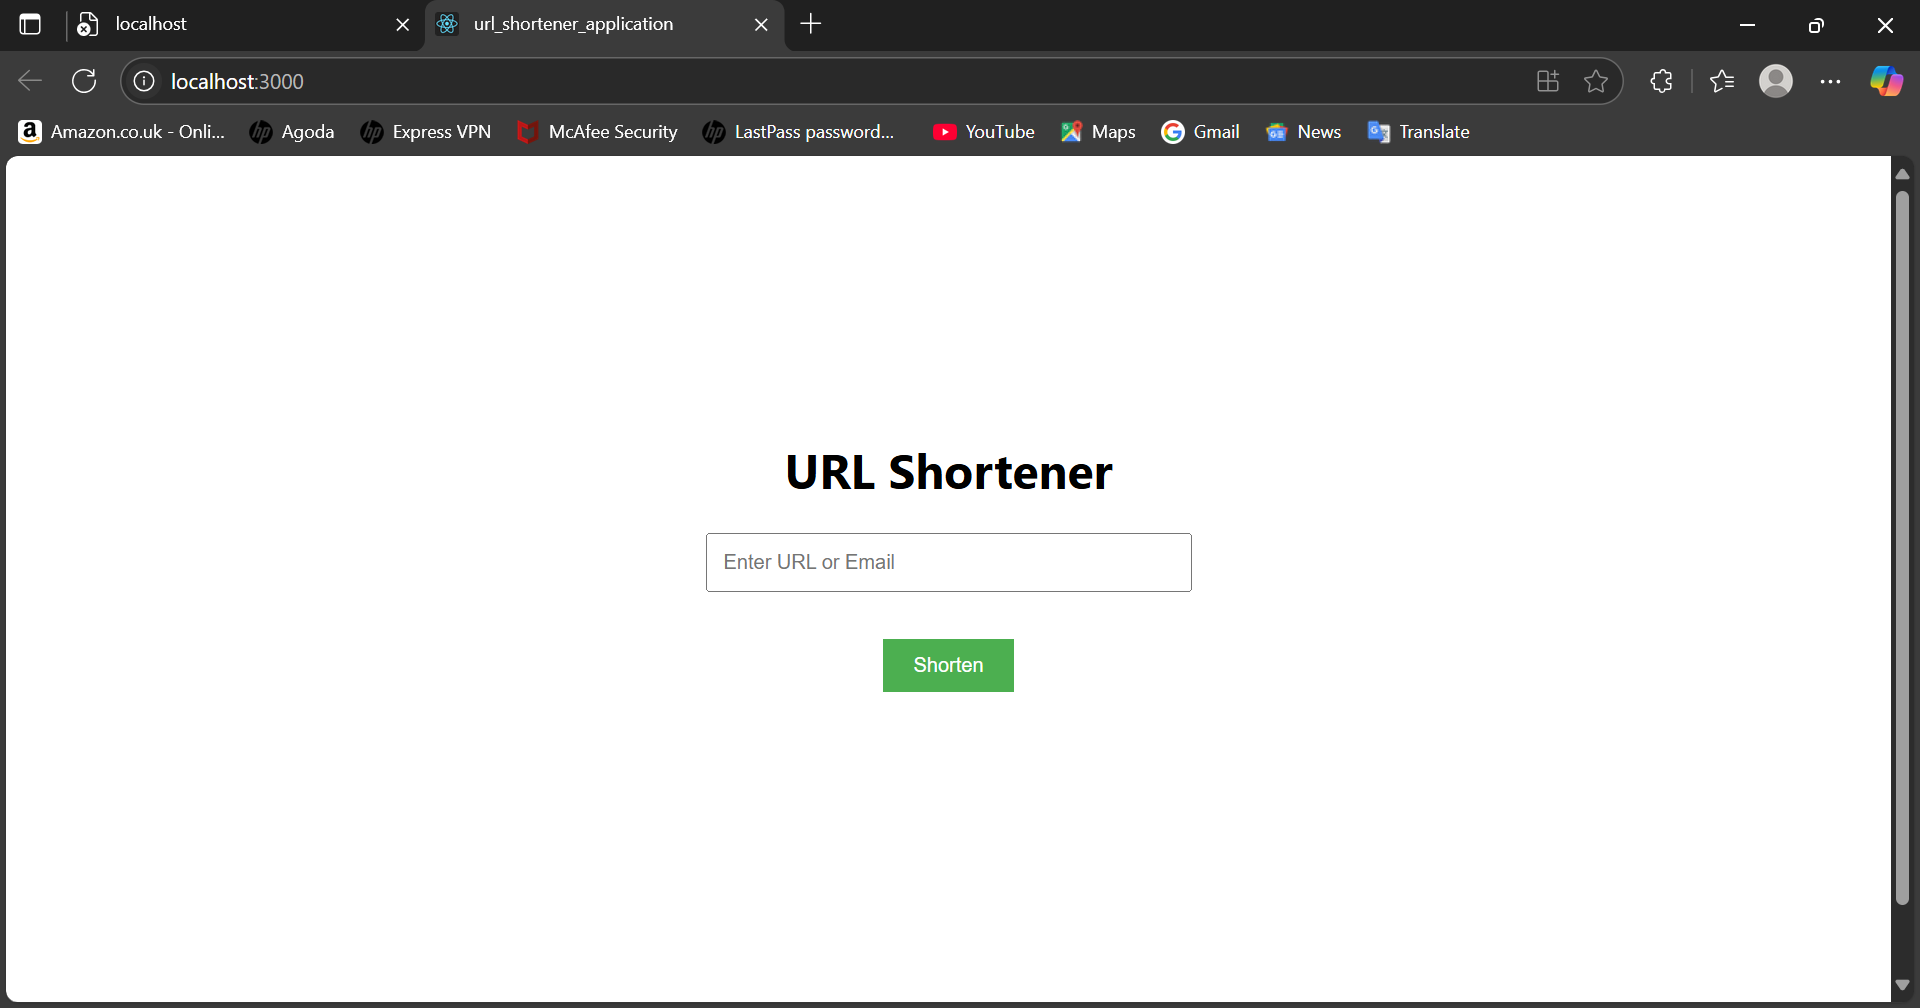 localhost
url_shortener_application
localhost:3000
Amazon.co.uk - Onli...
Agoda
Express VPN
McAfee Security
LastPass password...
YouTube
Maps
Gmail
News
Translate
URL Shortener
Enter URL or Email
Shorten